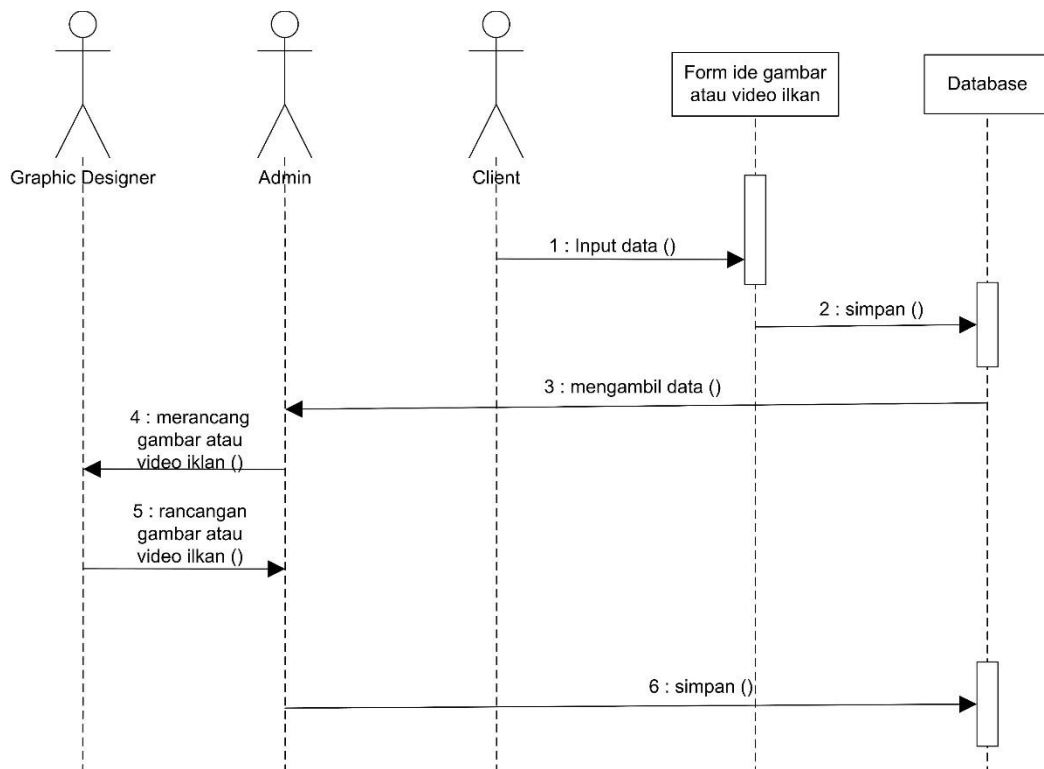 Form ide gambar
atau video ilkan
Database
Graphic Designer
Admin
Client
1 : Input data ()
2 : simpan ()
3 : mengambil data ()
4 : merancang
gambar atau
video iklan ()
5 : rancangan
gambar atau
video ilkan ()
6 : simpan ()